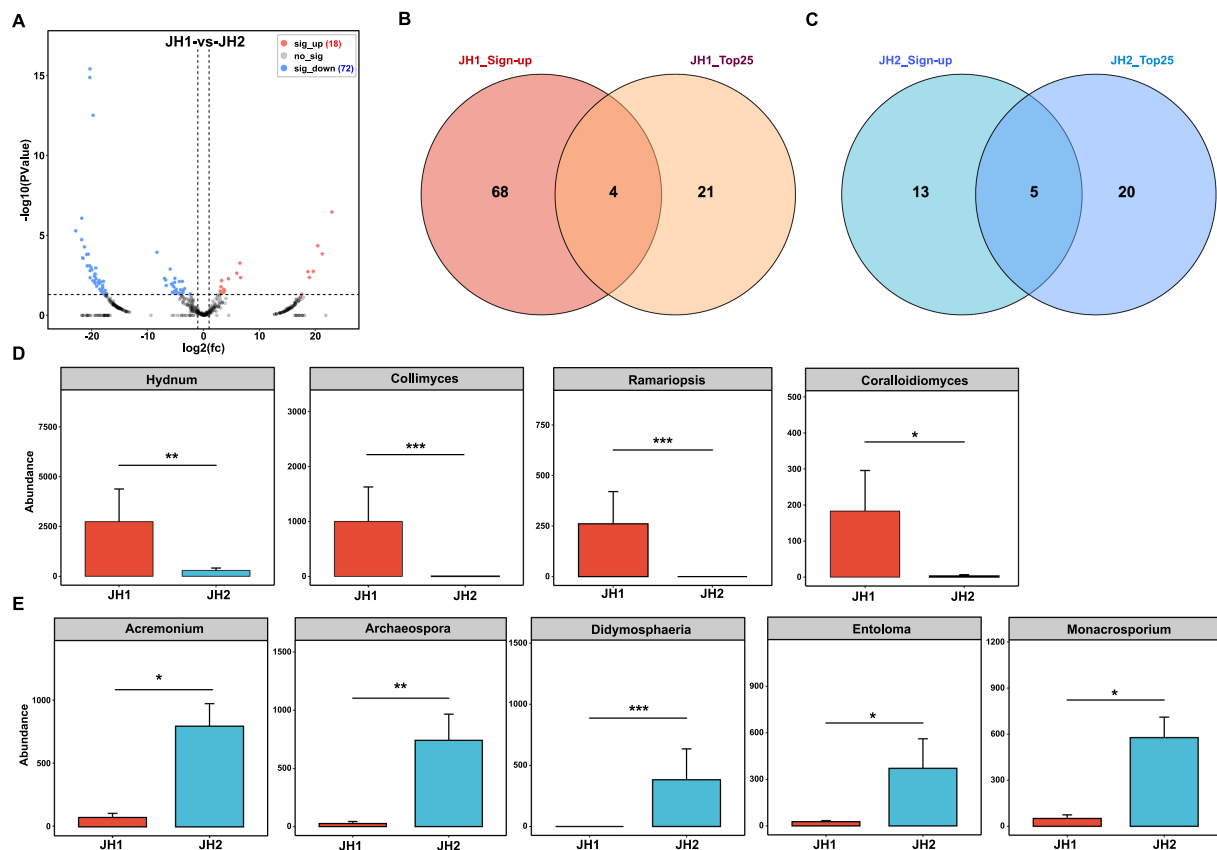 A
JH1-vs-JH2
sig_up (18)
no_sig
sig_down (72)
-log10(PValue)
15
10
5
0
-20
-10
0
10
20
log2(fc)
B
JH1_Sign-up
JH1_Top25
68
4
21
C
JH2_Sign-up
JH2_Top25
13
5
20
D
Abundance
Hydnum
7500
5000
2500
0
**
JH1
JH2
Collimyces
3000
2000
1000
0
***
JH1
JH2
Ramariopsis
750
500
250
0
***
JH1
JH2
Coralloidiomyces
500
400
300
200
100
0
*
JH1
JH2
E
Abundance
Acremonium
1000
500
0
*
JH1
JH2
Archaeospora
1500
1000
500
0
**
JH1
JH2
Didymosphaeria
1500
1000
500
0
***
JH1
JH2
Entoloma
900
600
300
0
*
JH1
JH2
Monacrosporium
1200
900
600
300
0
*
JH1
JH2